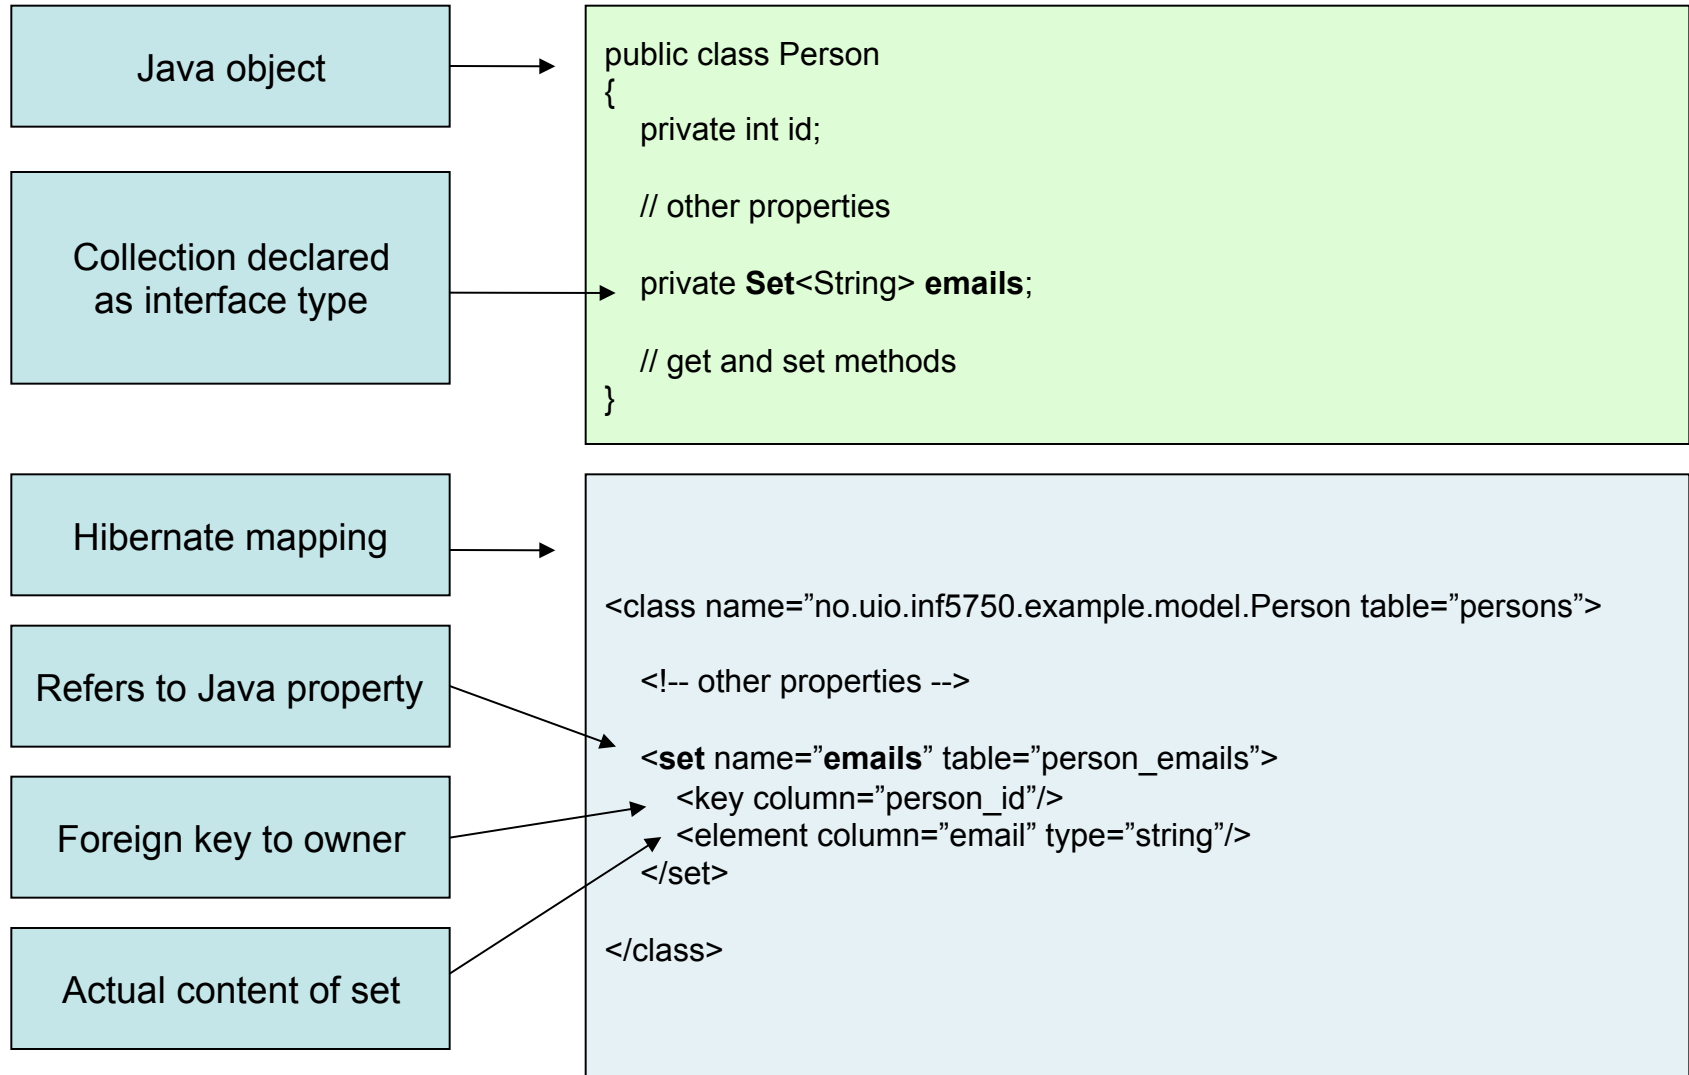 Java object
public class Person
{
private int id;
// other properties
Collection declared
as interface type
private Set<String> emails;
// get and set methods
}
Hibernate mapping
<class name=”no.uio.inf5750.example.model.Person table=”persons”>
Refers to Java property
<!-- other properties -->
<set name=”emails” table=”person_emails”>
Foreign key to owner
<key column=”person_id”/>
<element column=”email” type=”string”/>
</set>
Actual content of set
</class>